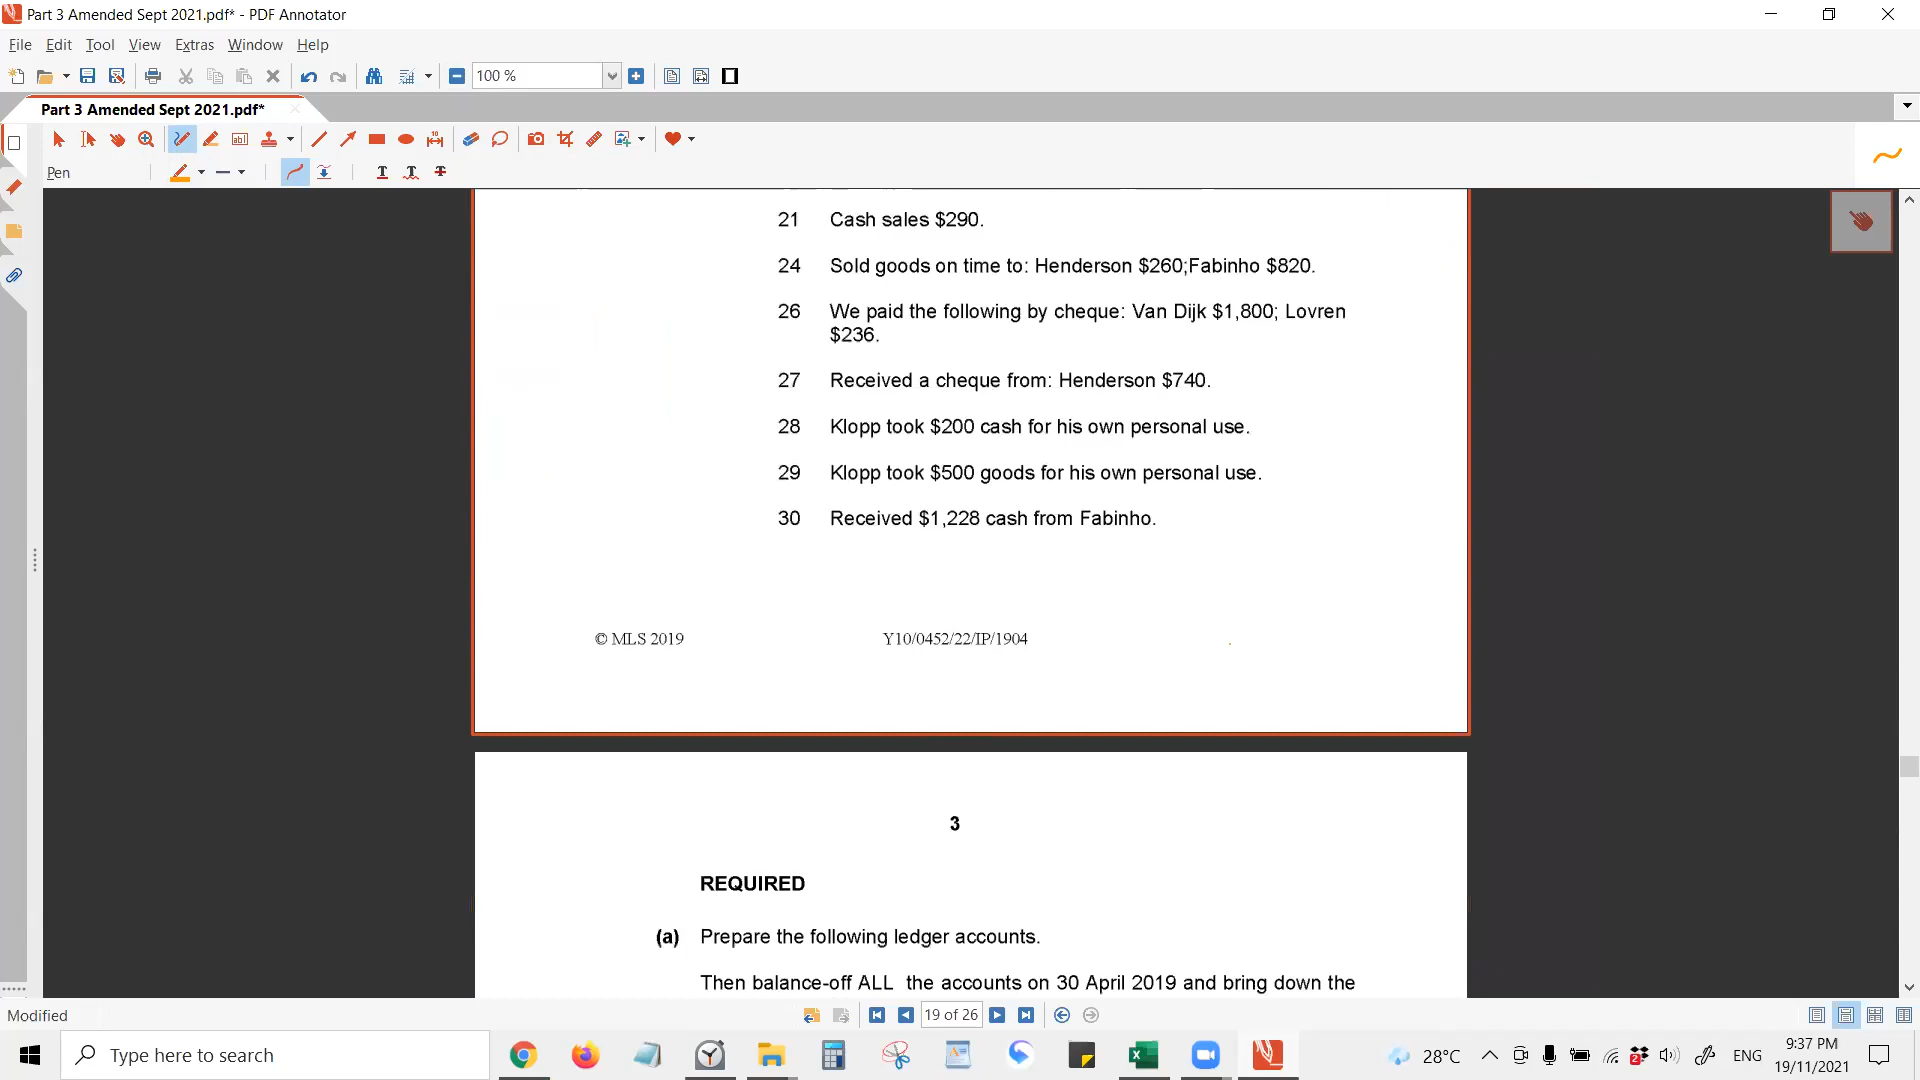 Part 3 Amended Sept 2021.pdf* - PDF Annotator
File Edit Tool View Extras Window Help
100 %
Part 3 Amended Sept 2021.pdf*
Pen
21 Cash sales $290.
24 Sold goods on time to: Henderson $260;Fabinho $820.
26 We paid the following by cheque: Van Dijk $1,800; Lovren
$236.
27 Received a cheque from: Henderson $740.
28 Klopp took $200 cash for his own personal use.
29 Klopp took $500 goods for his own personal use.
30 Received $1,228 cash from Fabinho.
© MLS 2019 Y10/0452/22/IP/1904
3
REQUIRED
(a) Prepare the following ledger accounts.
Then balance-off ALL the accounts on 30 April 2019 and bring down the
Modified 19 of 26
Type here to search 28°C ENG 9:37 PM
19/11/2021